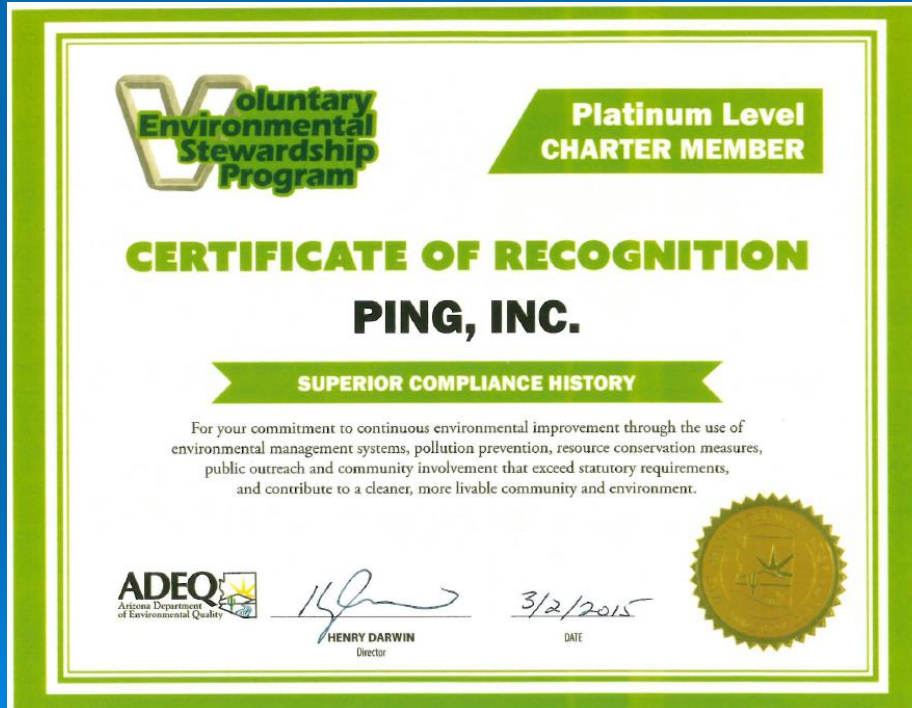 Voluntary
Environmental
Stewardship
Program
Platinum Level
CHARTER MEMBER
CERTIFICATE OF RECOGNITION
PING, INC.
SUPERIOR COMPLIANCE HISTORY
For your commitment to continuous environmental improvement through the use of
environmental management systems, pollution prevention, resource conservation measures,
public outreach and community involvement that exceed statutory requirements,
and contribute to a cleaner, more livable community and environment.
ADEQ
Arizona Department
of Environmental Quality
3/2/2015
HENRY DARWIN
Director
DATE